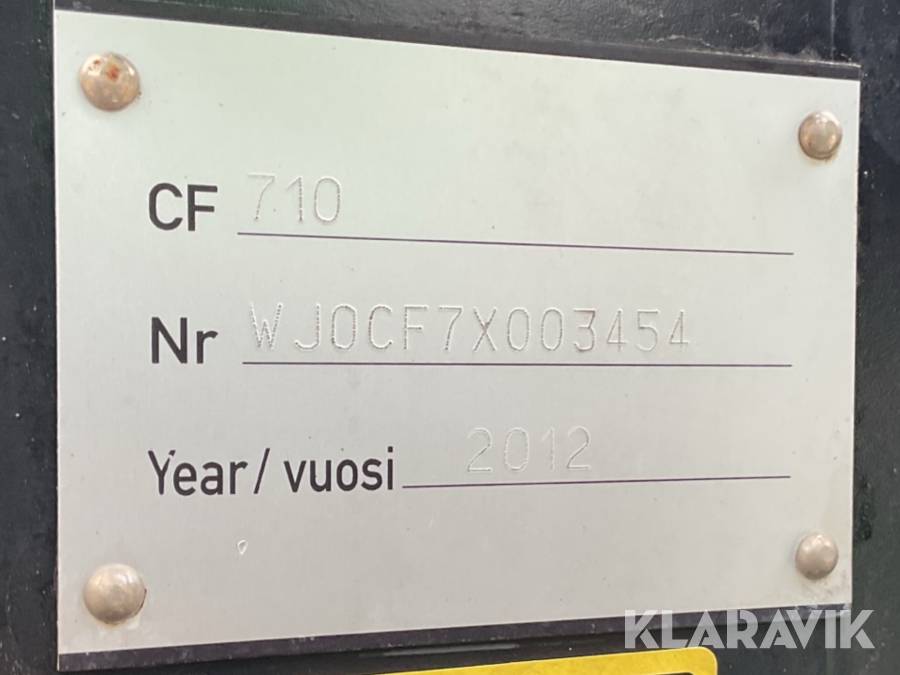 CF 710
Nr WJ0CF7X003454
Year/ vuosi 2012
KLARAVIK